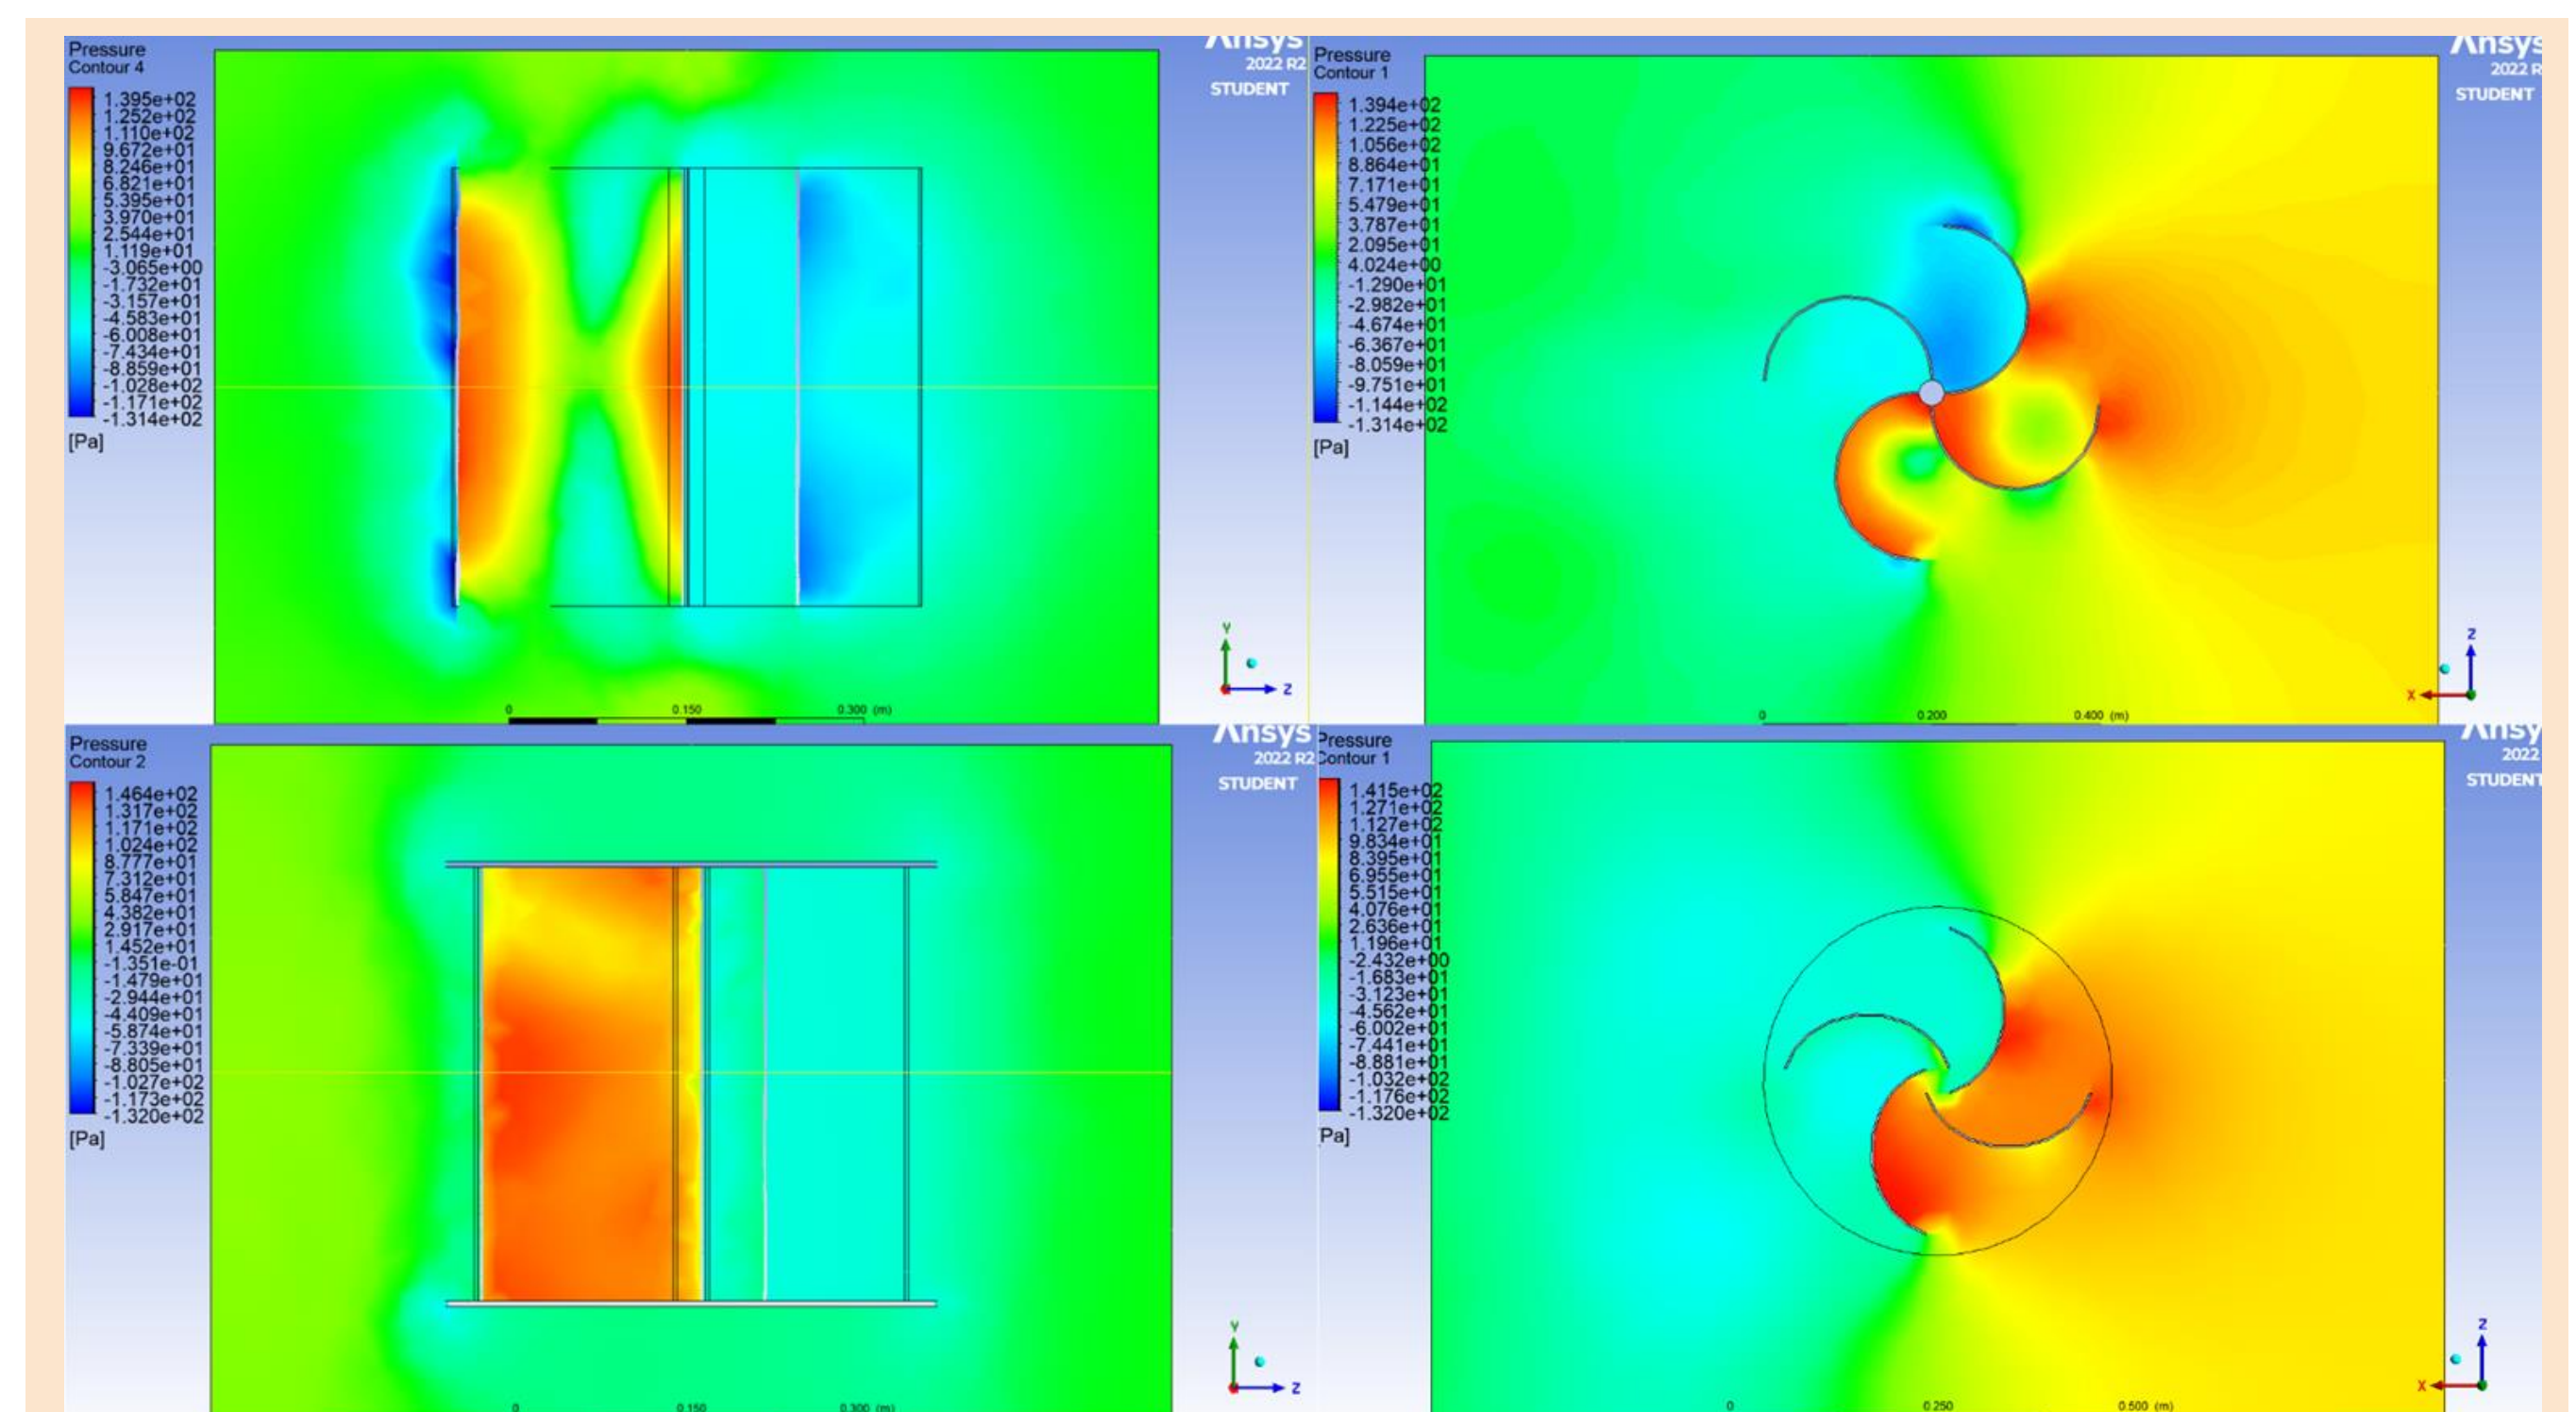 Pressure
Contour 4
1.395e+02
1.252e+02
1.110e+02
9.672e+01
8.246e+01
6.821e+01
5.395e+01
3.970e+01
2.544e+01
1.119e+01
-3.065e+00
-1.732e+01
-3.157e+01
-4.583e+01
-6.008e+01
-7.434e+01
-8.859e+01
-1.028e+02
-1.171e+02
-1.314e+02
[Pa]
Ansys
2022 R2
STUDENT
Y
Z
0 0.150 0.300 (m)
Pressure
Contour 1
1.394e+02
1.225e+02
1.056e+02
8.864e+01
7.171e+01
5.479e+01
3.787e+01
2.095e+01
4.024e+00
-1.290e+01
-2.982e+01
-4.674e+01
-6.367e+01
-8.059e+01
-9.751e+01
-1.144e+02
-1.314e+02
[Pa]
Ansys
2022 R
STUDENT
Z
X
0 0.200 0.400 (m)
Pressure
Contour 2
1.464e+02
1.317e+02
1.171e+02
1.024e+02
8.777e+01
7.312e+01
5.847e+01
4.382e+01
2.917e+01
1.452e+01
-1.351e-01
-1.479e+01
-2.944e+01
-4.409e+01
-5.874e+01
-7.339e+01
-8.805e+01
-1.027e+02
-1.173e+02
-1.320e+02
[Pa]
Ansys
2022 R2
STUDENT
Y
Z
0 0.150 0.300 (m)
Pressure
Contour 1
1.415e+02
1.271e+02
1.127e+02
9.834e+01
8.395e+01
6.955e+01
5.515e+01
4.076e+01
2.636e+01
1.196e+01
-2.432e+00
-1.683e+01
-3.123e+01
-4.562e+01
-6.002e+01
-7.441e+01
-8.881e+01
-1.032e+02
-1.176e+02
-1.320e+02
[Pa]
Ansy
2022
STUDENT
Z
X
0 0.250 0.500 (m)